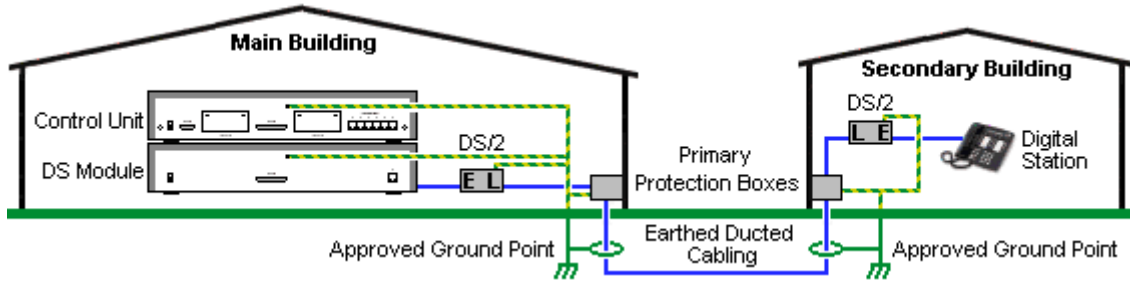 Main Building
Secondary Building
Control Unit
DS/2
DS/2
L E
Digital
Station
DS Module
E L
Primary
Protection Boxes
Approved Ground Point
Earthed Ducted
Cabling
Approved Ground Point